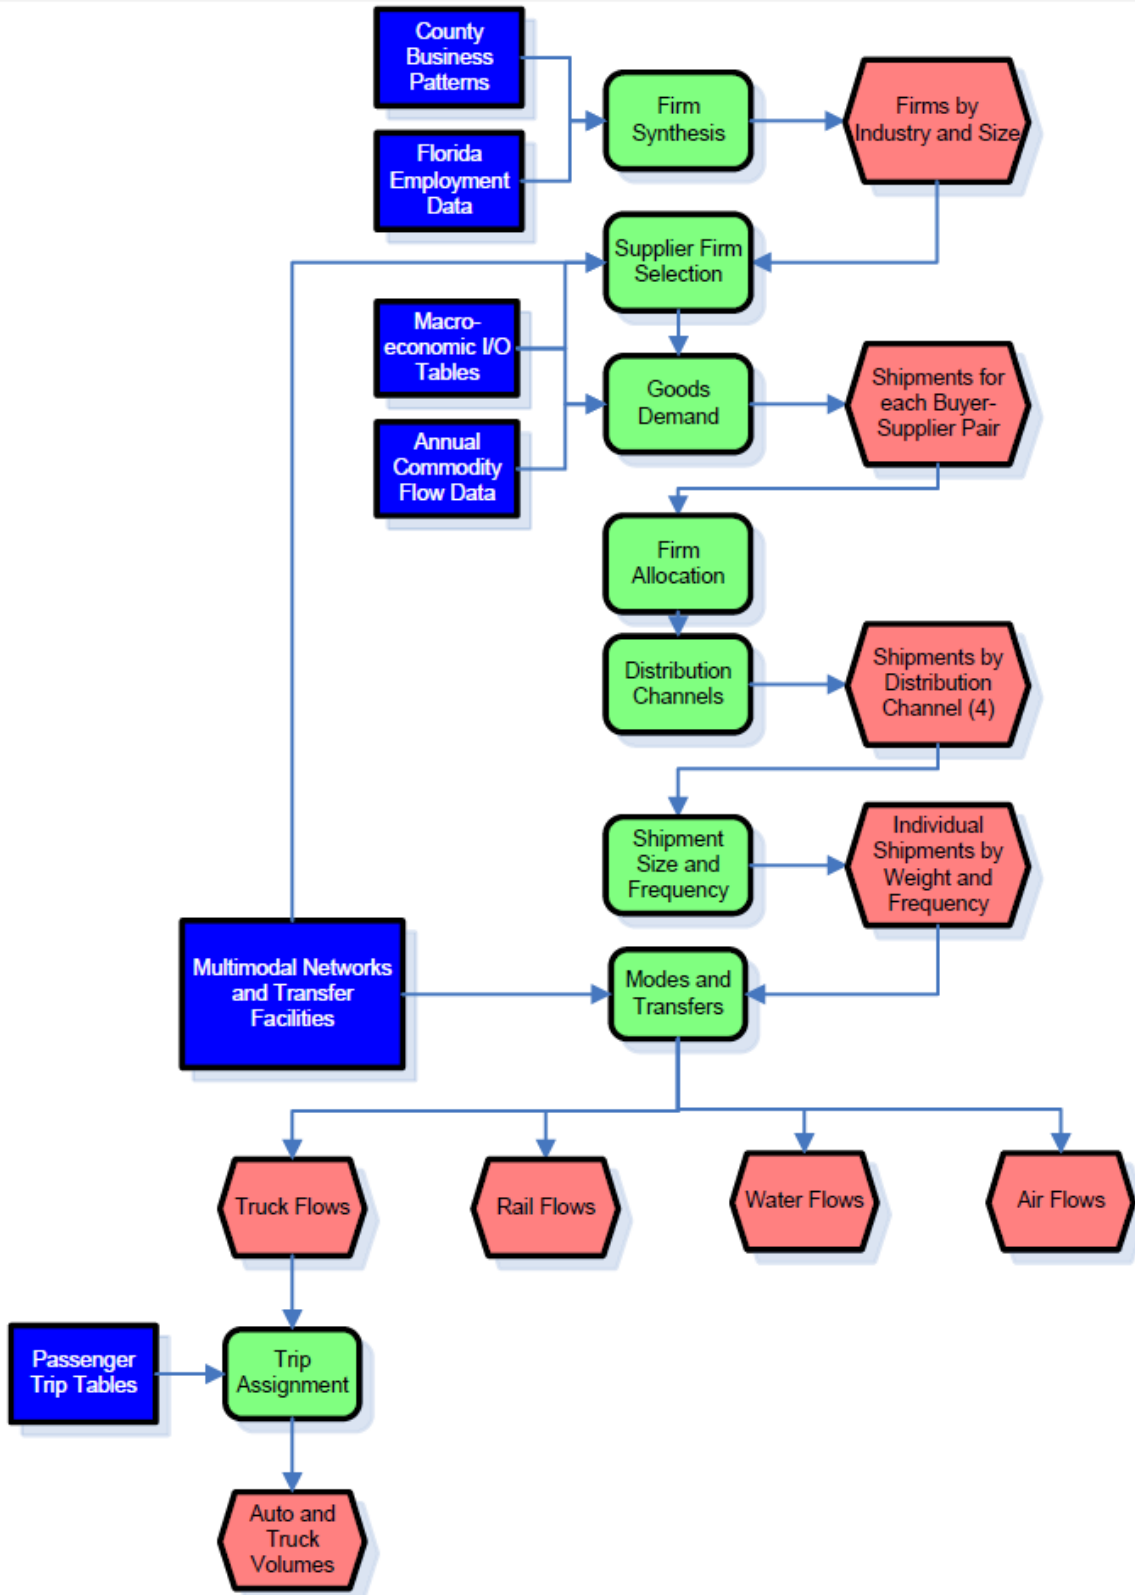 County
Business
Patterns
Firm
Synthesis
Firms by
Industry and Size
Florida
Employment
Data
Supplier Firm
Selection
Macro-
economic I/O
Tables
Goods
Demand
Shipments for
each Buyer-
Supplier Pair
Annual
Commodity
Flow Data
Firm
Allocation
Distribution
Channels
Shipments by
Distribution
Channel (4)
Shipment
Size and
Frequency
Individual
Shipments by
Weight and
Frequency
Multimodal Networks
and Transfer
Facilities
Modes and
Transfers
Truck Flows
Rail Flows
Water Flows
Air Flows
Passenger
Trip Tables
Trip
Assignment
Auto and
Truck
Volumes